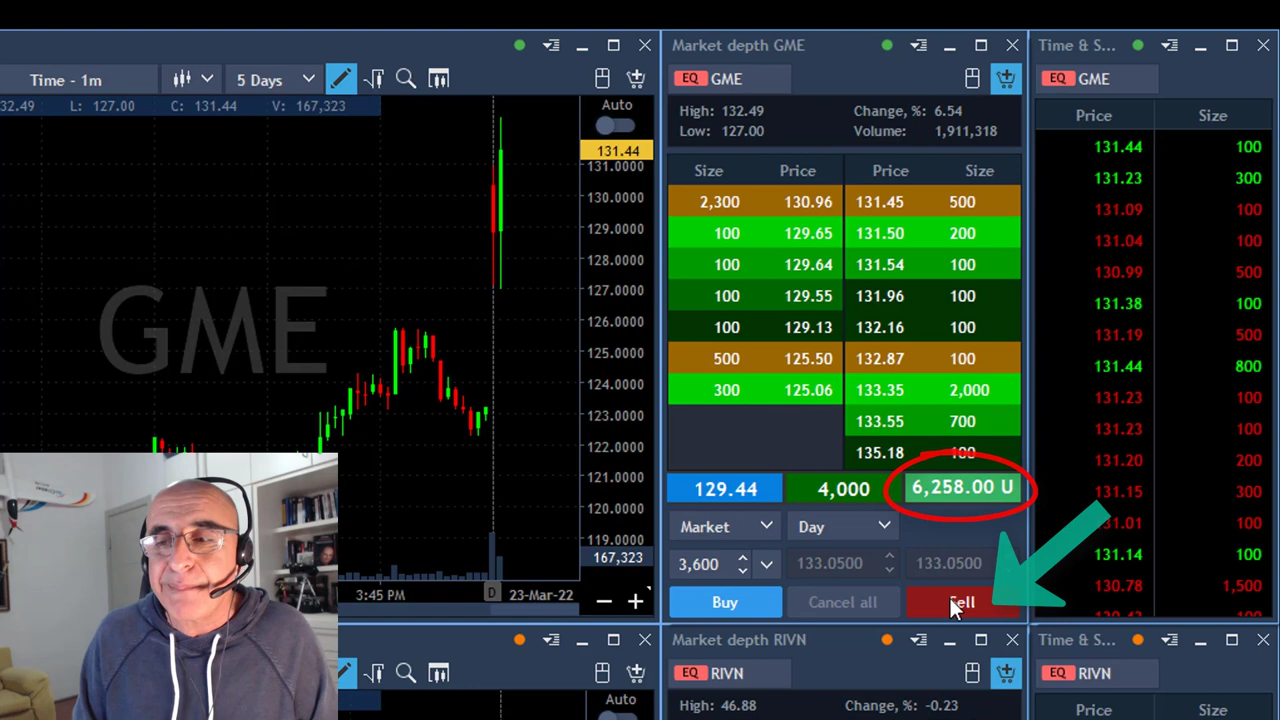 Market depth GME
Time & S...
Time - 1m
5 Days
EQ GME
EQ GME
32.49 L: 127.00 C: 131.44 V: 167,323
Auto
131.44
131.0000
130.0000
129.0000
128.0000
127.0000
126.0000
125.0000
124.0000
123.0000
122.0000
121.0000
120.0000
119.0000
167,323
GME
3:45 PM
D
23-Mar-22
High: 132.49 Change, %: 6.54
Low: 127.00 Volume: 1,911,318
Size Price Price Size
2,300 130.96 131.45 500
100 129.65 131.50 200
100 129.64 131.54 100
100 129.55 131.96 100
100 129.13 132.16 100
500 125.50 132.87 100
300 125.06 133.35 2,000
133.55 700
135.18 100
129.44 4,000 6,258.00 U
Market Day
3,600 133.0500 133.0500
Buy Cancel all Sell
Price Size
131.44 100
131.23 300
131.09 100
131.04 100
130.99 500
131.38 100
131.19 500
131.44 800
131.23 100
131.23 100
131.20 200
131.15 300
131.01 100
131.14 100
130.78 1,500
Market depth RIVN
Time & S...
EQ RIVN
EQ RIVN
Auto
High: 46.88 Change, %: -0.23
Price Size